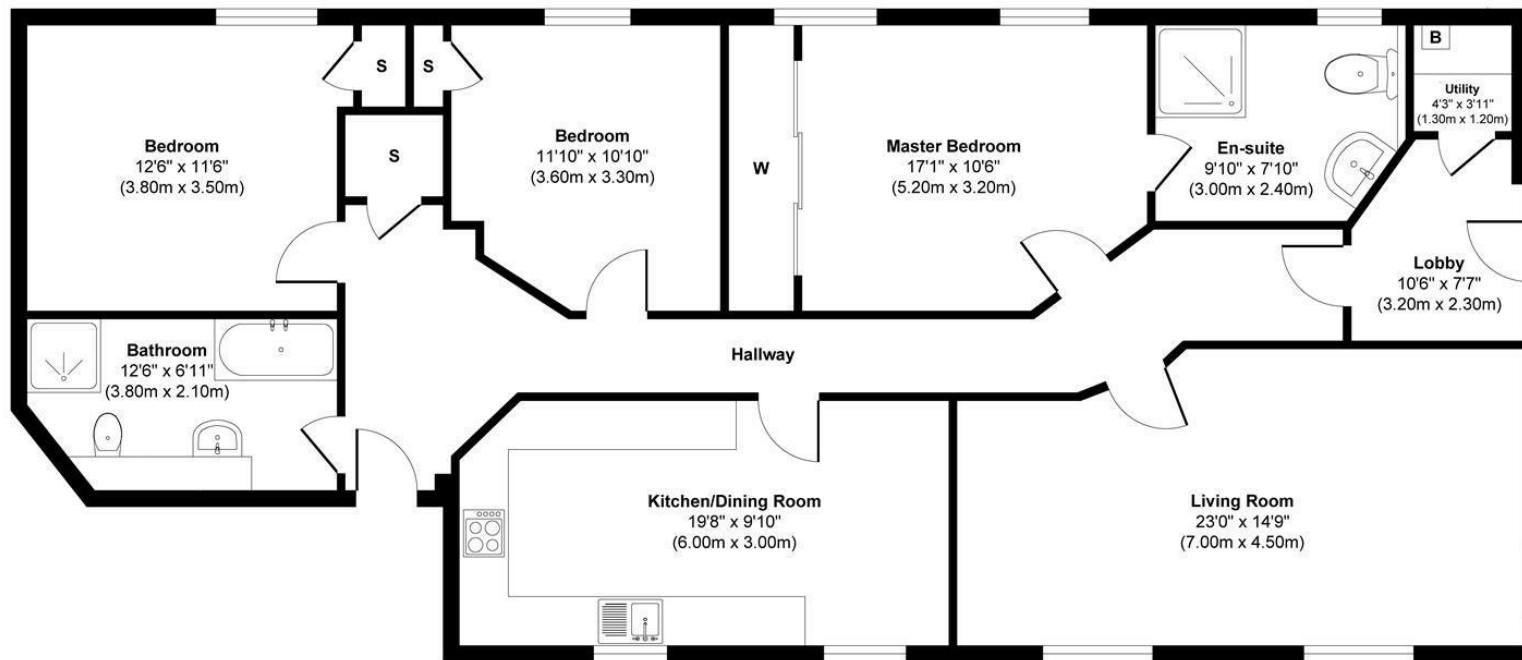 S
S
B
Utility
4'3" x 3'11"
(1.30m x 1.20m)
Bedroom
12'6" x 11'6"
(3.80m x 3.50m)
S
Bedroom
11'10" x 10'10"
(3.60m x 3.30m)
W
Master Bedroom
17'1" x 10'6"
(5.20m x 3.20m)
En-suite
9'10" x 7'10"
(3.00m x 2.40m)
Lobby
10'6" x 7'7"
(3.20m x 2.30m)
Bathroom
12'6" x 6'11"
(3.80m x 2.10m)
Hallway
Kitchen/Dining Room
19'8" x 9'10"
(6.00m x 3.00m)
Living Room
23'0" x 14'9"
(7.00m x 4.50m)